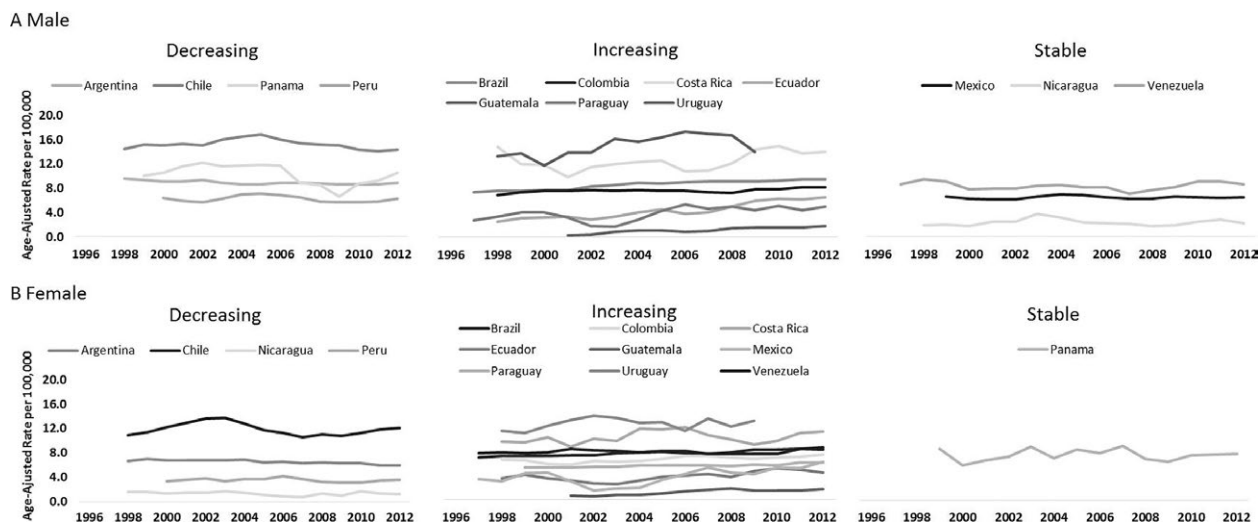 A Male
Decreasing
Argentina Chile Panama Peru
Increasing
Brazil Colombia Costa Rica Ecuador
Guatemala Paraguay Uruguay
Stable
Mexico Nicaragua Venezuela
Age-Ajusted Rate per 100,000
20.0
16.0
12.0
8.0
4.0
0.0
1996 1998 2000 2002 2004 2006 2008 2010 2012
1996 1998 2000 2002 2004 2006 2008 2010 2012
1996 1998 2000 2002 2004 2006 2008 2010 2012
B Female
Decreasing
Argentina Chile Nicaragua Peru
Increasing
Brazil Colombia Costa Rica
Ecuador Guatemala Mexico
Paraguay Uruguay Venezuela
Stable
Panama
Age-Ajusted Rate per 100,000
20.0
16.0
12.0
8.0
4.0
0.0
1996 1998 2000 2002 2004 2006 2008 2010 2012
1996 1998 2000 2002 2004 2006 2008 2010 2012
1996 1998 2000 2002 2004 2006 2008 2010 2012